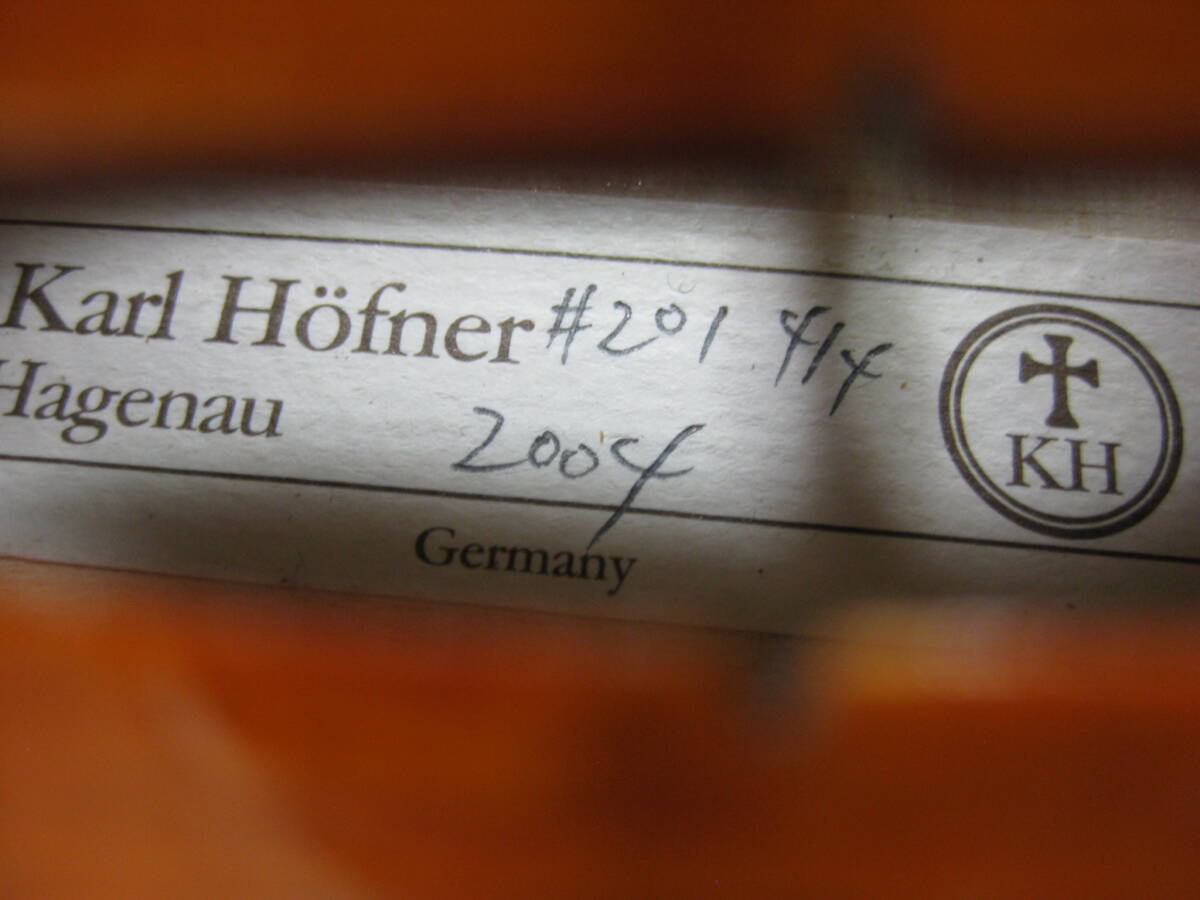 Karl Höfner #201 4/4
Hagenau 2004
Germany
KH